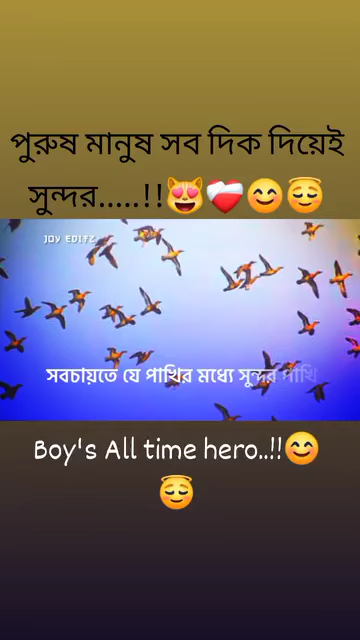 পুরুষ মানুষ সব দিক দিয়েই
সুন্দর.....!!😻❤️‍🩹😊😇
JOY EDITZ
সবচায়তে যে পাখির মধ্যে সুন্দর পাখি
Boy's All time hero..!!😊
😇